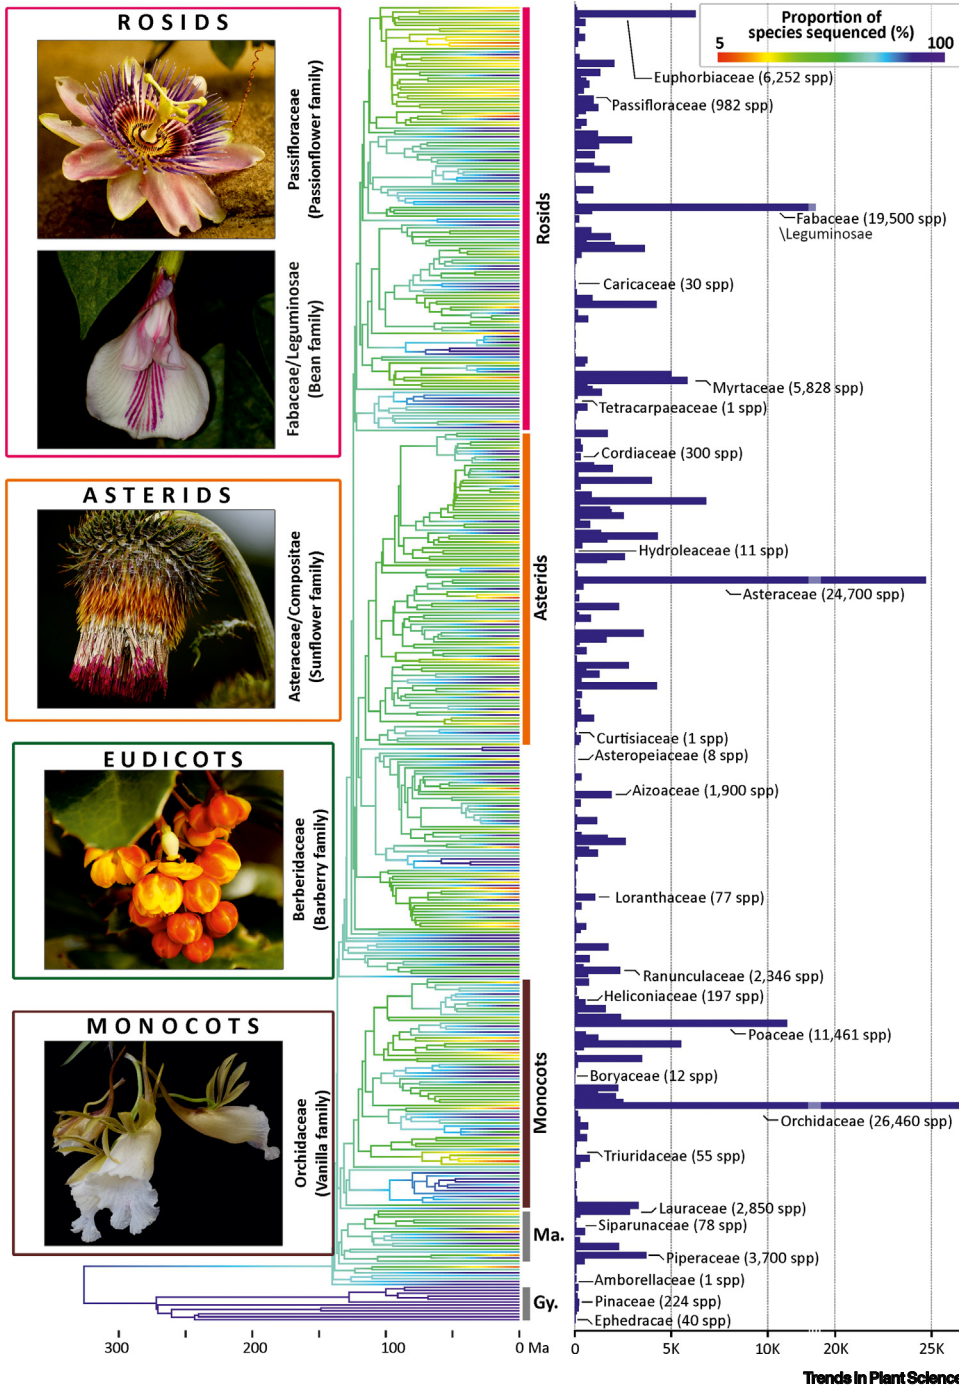 ROSIDS
Passifloraceae
(Passionflower family)
Fabaceae/Leguminosae
(Bean family)
ASTERIDS
Asteraceae/Compositae
(Sunflower family)
EUDICOTS
Berberidaceae
(Barberry family)
MONOCOTS
Orchidaceae
(Vanilla family)
Rosids
Asterids
Monocots
Ma.
Gy.
300
200
100
0 Ma
Proportion of
species sequenced (%)
5
100
Euphorbiaceae (6,252 spp)
Passifloraceae (982 spp)
Fabaceae (19,500 spp)
Leguminosae
Caricaceae (30 spp)
Myrtaceae (5,828 spp)
Tetracarpaeaceae (1 spp)
Cordiaceae (300 spp)
Hydroleaceae (11 spp)
Asteraceae (24,700 spp)
Curtisiaceae (1 spp)
Asteropeiaceae (8 spp)
Aizoaceae (1,900 spp)
Loranthaceae (77 spp)
Ranunculaceae (2,346 spp)
Heliconiaceae (197 spp)
Poaceae (11,461 spp)
Boryaceae (12 spp)
Orchidaceae (26,460 spp)
Triuridaceae (55 spp)
Lauraceae (2,850 spp)
Siparunaceae (78 spp)
Piperaceae (3,700 spp)
Amborellaceae (1 spp)
Pinaceae (224 spp)
Ephedracae (40 spp)
0
5K
10K
20K
25K
Trends in Plant Science